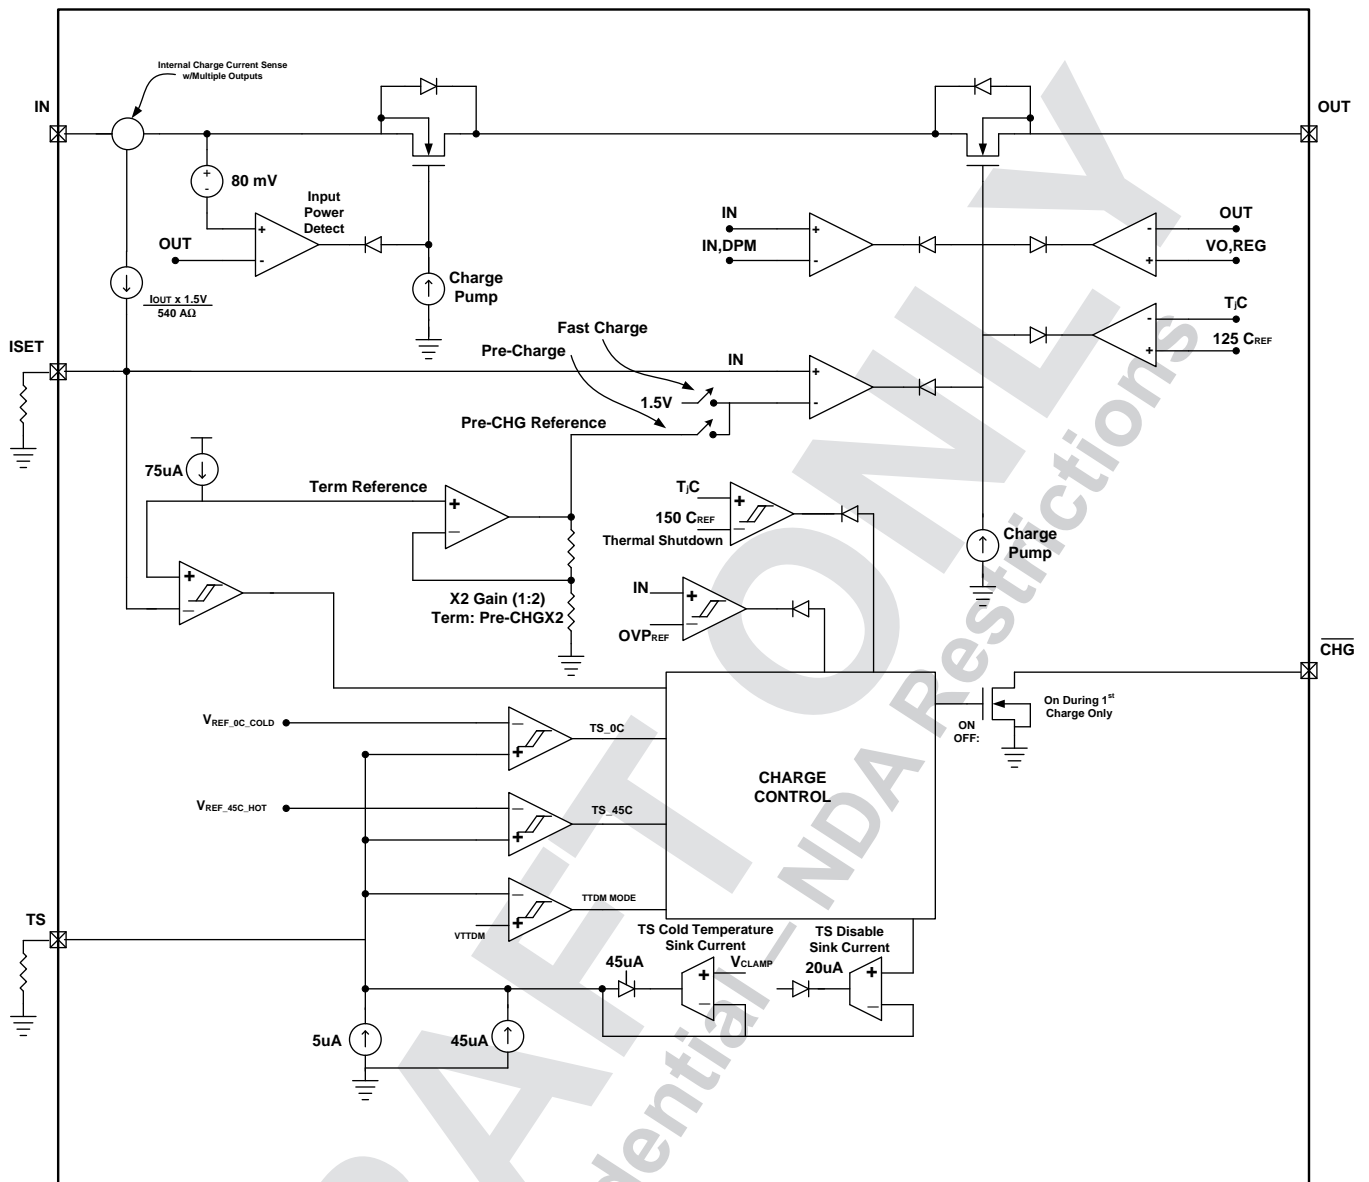 Internal Charge Current Sense
w/Multiple Outputs
IN
OUT
80 mV
Input
Power
Detect
OUT
Charge
Pump
IOUT x 1.5V
540 AΩ
IN
IN,DPM
OUT
VO,REG
TjC
125 CREF
ISET
Fast Charge
Pre-Charge
IN
1.5V
Pre-CHG Reference
75uA
Term Reference
TjC
150 CREF
Thermal Shutdown
Charge
Pump
X2 Gain (1:2)
Term: Pre-CHGX2
IN
OVPREF
CHG
VREF_0C_COLD
TS_0C
ON
OFF:
On During 1st
Charge Only
CHARGE
CONTROL
VREF_45C_HOT
TS_45C
TTDM MODE
VTTDM
TS
TS Cold Temperature
Sink Current
TS Disable
Sink Current
45uA
VCLAMP
20uA
5uA
45uA
+
-
+
-
+
-
-
+
-
+
+
-
+
−
+
−
+
−
+
−
−
+
−
+
−
+
+
−
+
−
RAFT ONLY
dential_ NDA Restrictions